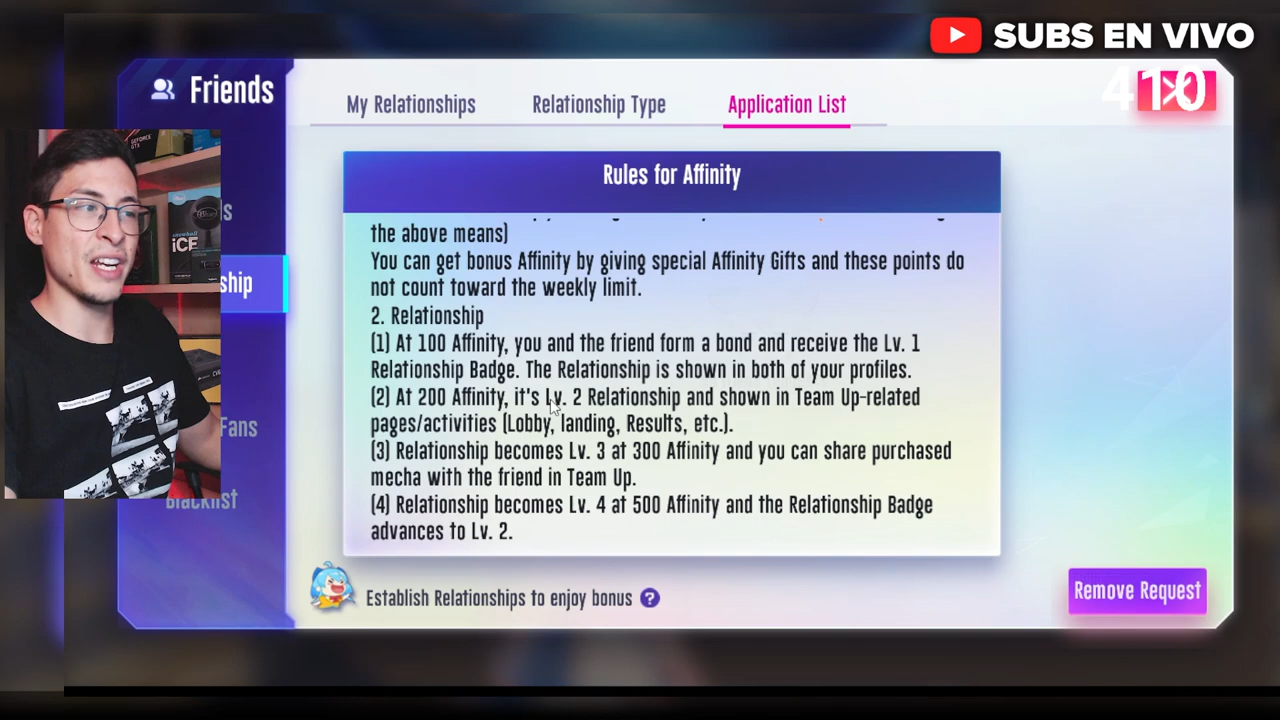 SUBS EN VIVO
410
Friends
My Relationships
Relationship Type
Application List
Rules for Affinity
the above means)
You can get bonus Affinity by giving special Affinity Gifts and these points do
not count toward the weekly limit.
2. Relationship
(1) At 100 Affinity, you and the friend form a bond and receive the Lv. 1
Relationship Badge. The Relationship is shown in both of your profiles.
(2) At 200 Affinity, it's Lv. 2 Relationship and shown in Team Up-related
pages/activities (Lobby, landing, Results, etc.).
(3) Relationship becomes Lv. 3 at 300 Affinity and you can share purchased
mecha with the friend in Team Up.
(4) Relationship becomes Lv. 4 at 500 Affinity and the Relationship Badge
advances to Lv. 2.
ship
Fans
Blacklist
GEFORCE
GTX
iCE
Establish Relationships to enjoy bonus ?
Remove Request